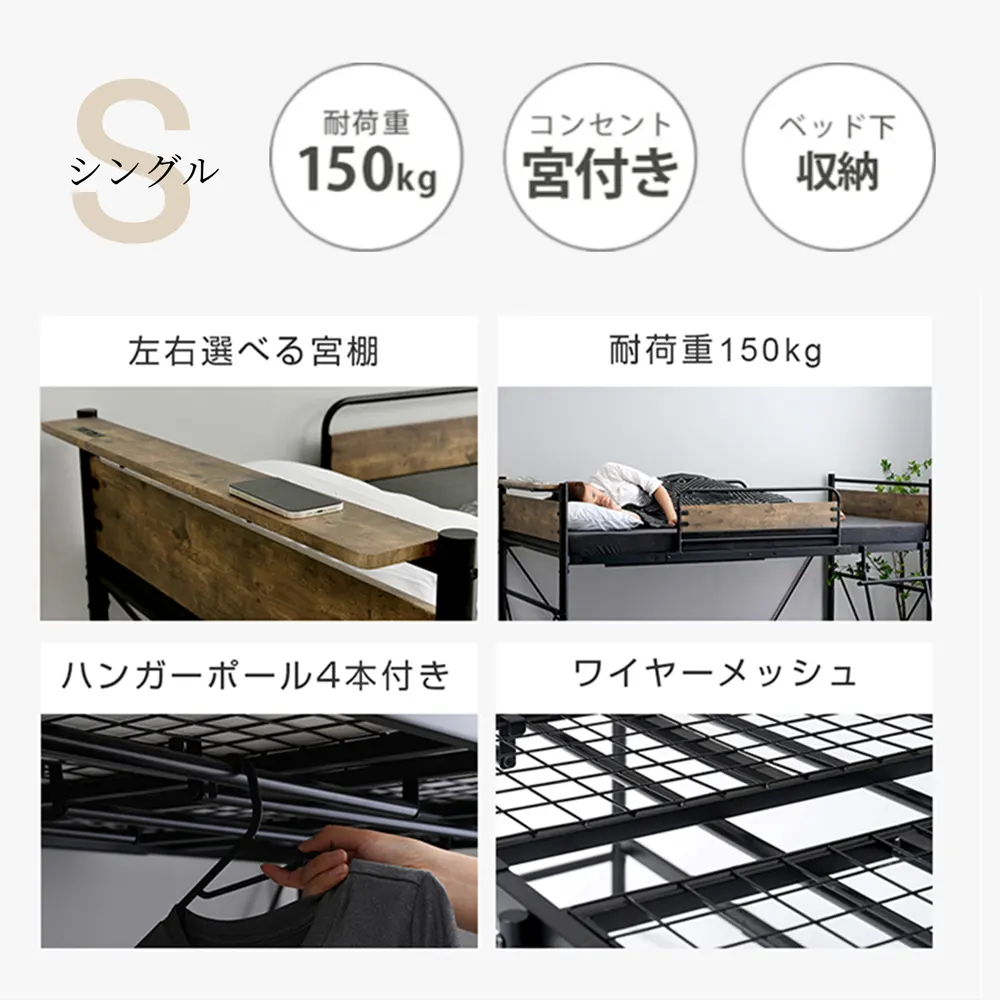 S
シングル
耐荷重
150kg
コンセント
宮付き
ベッド下
収納
左右選べる宮棚
耐荷重150kg
ハンガーポール4本付き
ワイヤーメッシュ